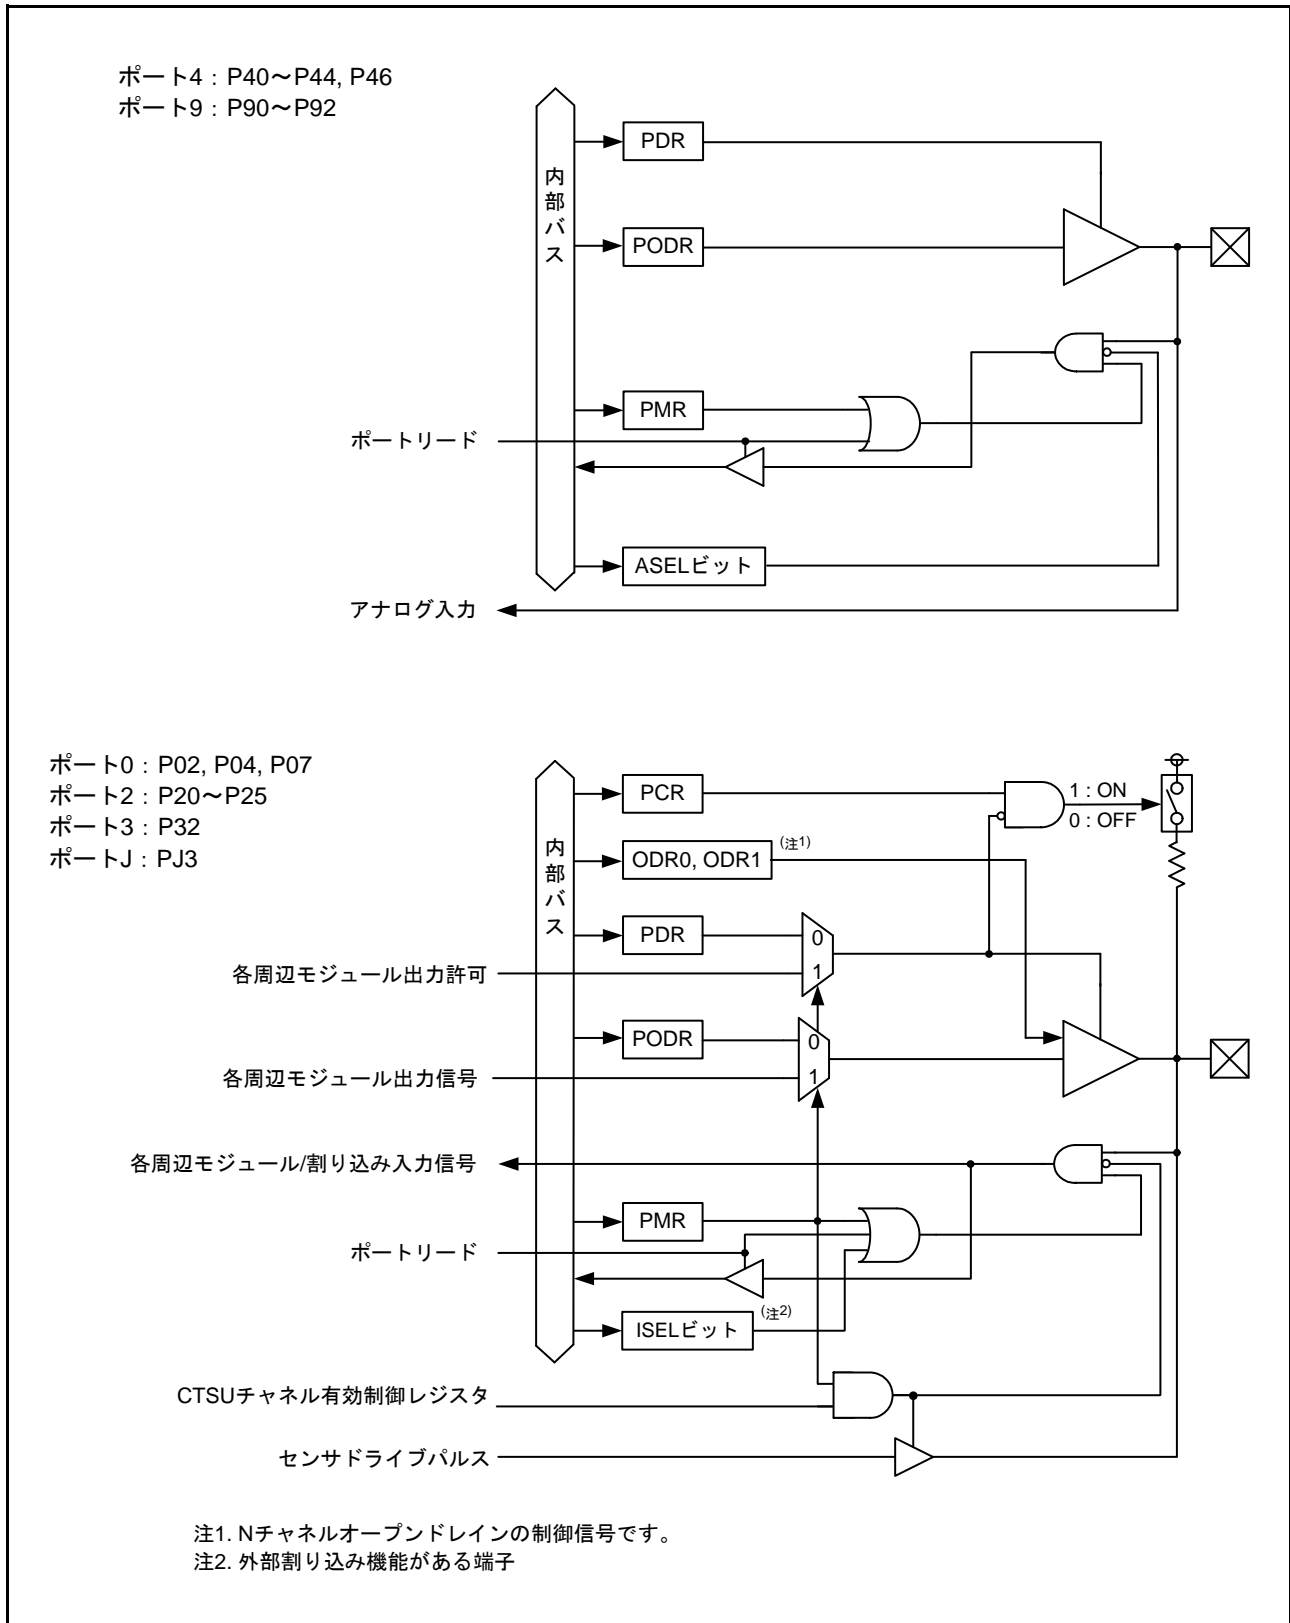 ポート4：P40～P44, P46
ポート9：P90～P92
内部バス
PDR
PODR
PMR
ポートリード
ASELビット
アナログ入力
ポート0：P02, P04, P07
ポート2：P20～P25
ポート3：P32
ポートJ：PJ3
内部バス
PCR
1 : ON
0 : OFF
ODR0, ODR1 (注1)
PDR
0
各周辺モジュール出力許可
1
PODR
0
各周辺モジュール出力信号
1
各周辺モジュール/割り込み入力信号
PMR
ポートリード
ISELビット (注2)
CTSUチャネル有効制御レジスタ
センサドライブパルス
注1. Nチャネルオープンドレインの制御信号です。
注2. 外部割り込み機能がある端子